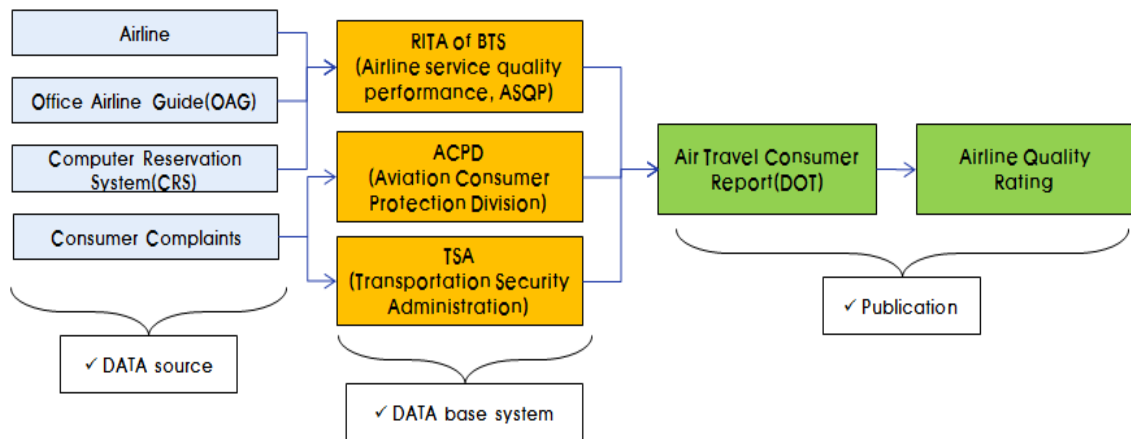 Airline
Office Airline Guide(OAG)
Computer Reservation
System(CRS)
Consumer Complaints
✓ DATA source
RITA of BTS
(Airline service quality
performance, ASQP)
ACPD
(Aviation Consumer
Protection Division)
TSA
(Transportation Security
Administration)
✓ DATA base system
Air Travel Consumer
Report(DOT)
Airline Quality
Rating
✓ Publication